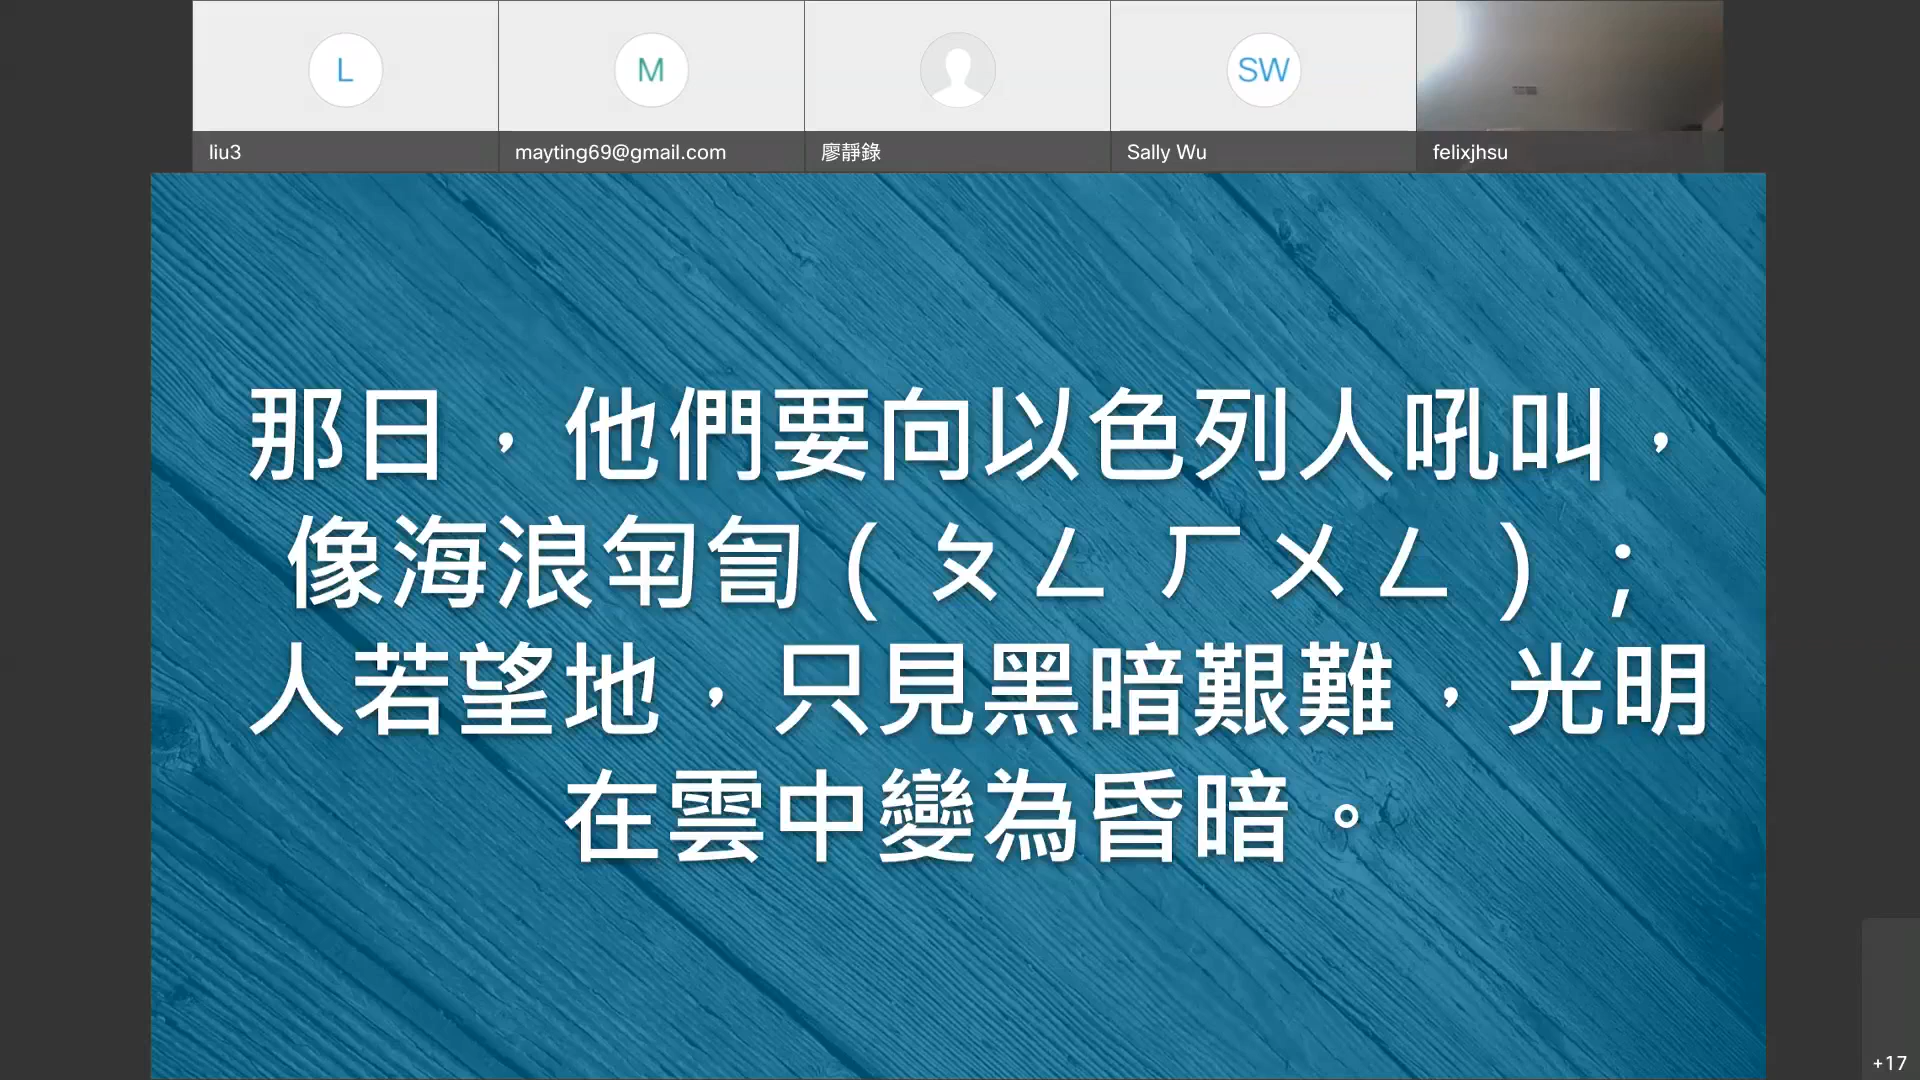 L
M
SW
liu3
mayting69@gmail.com
廖靜錄
Sally Wu
felixjhsu
那日，他們要向以色列人吼叫，
像海浪匉訇（ㄆㄥ ㄏㄨㄥ）；
人若望地，只見黑暗艱難，光明
在雲中變為昏暗。
+17